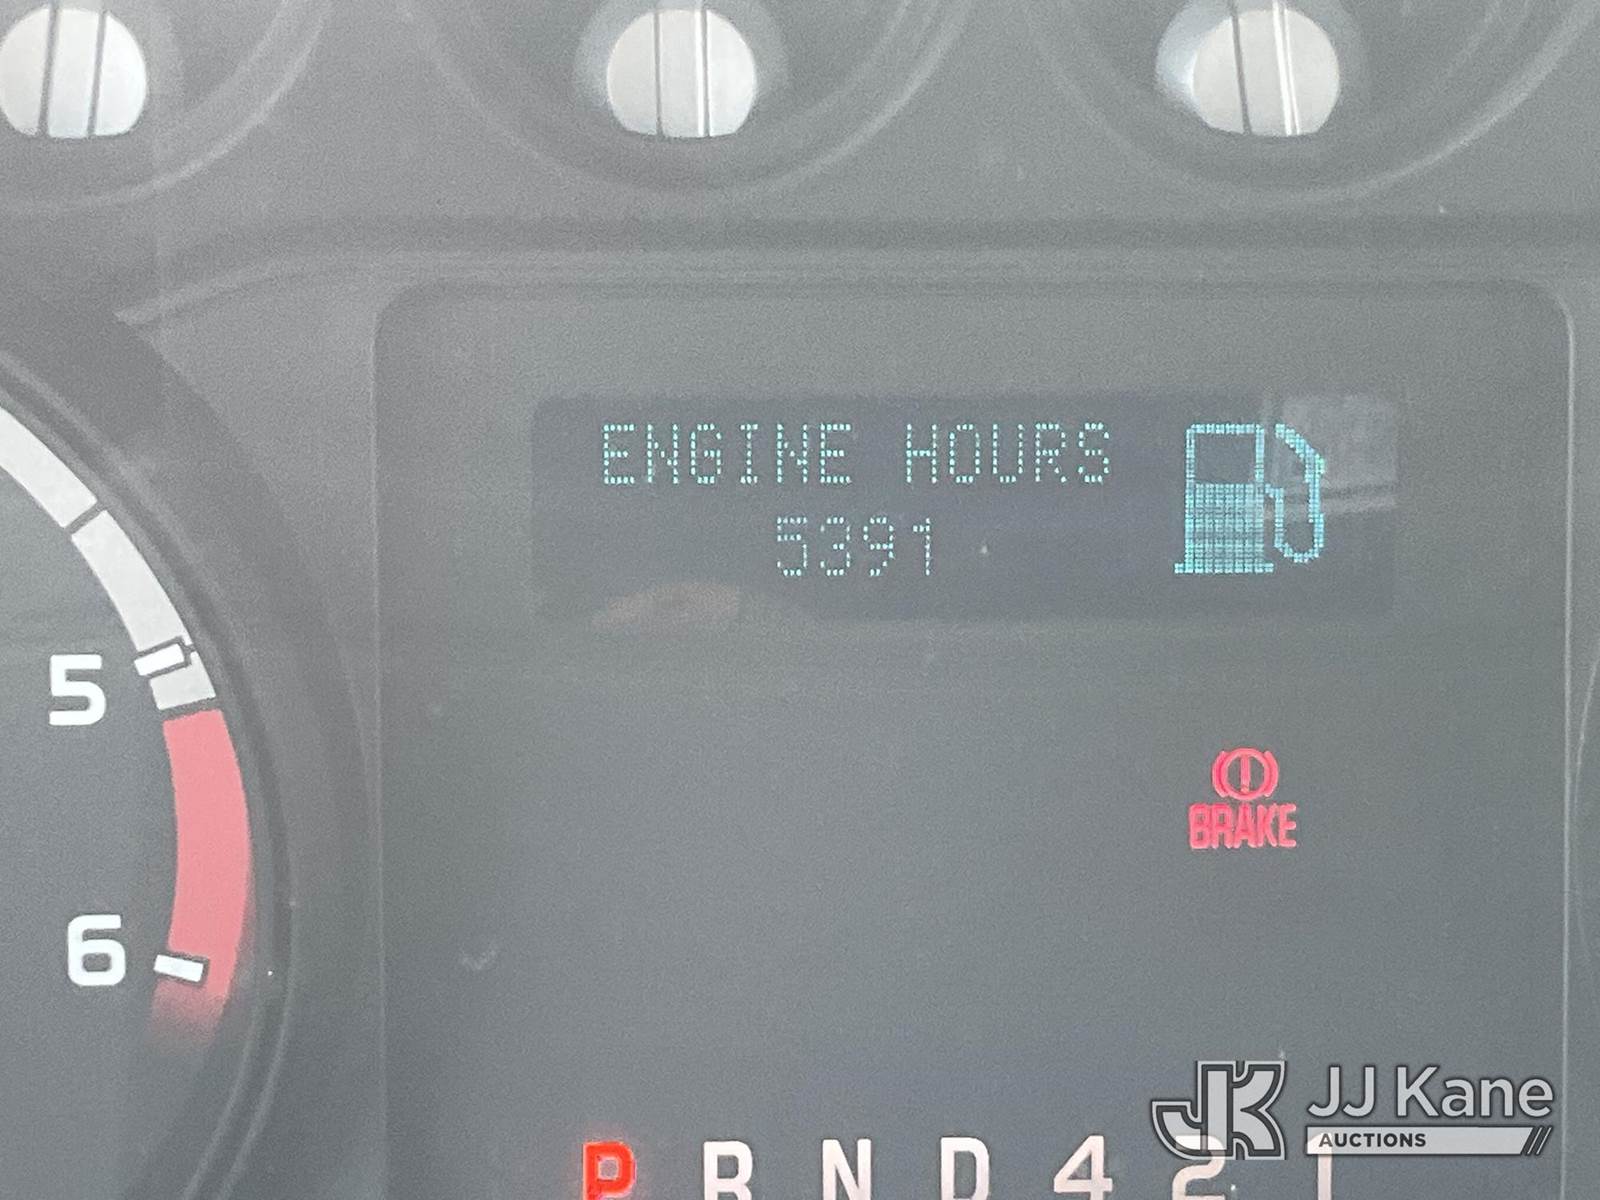 ENGINE HOURS
5391
5
BRAKE
6
JJ Kane
AUCTIONS
P R N D 4 2 1